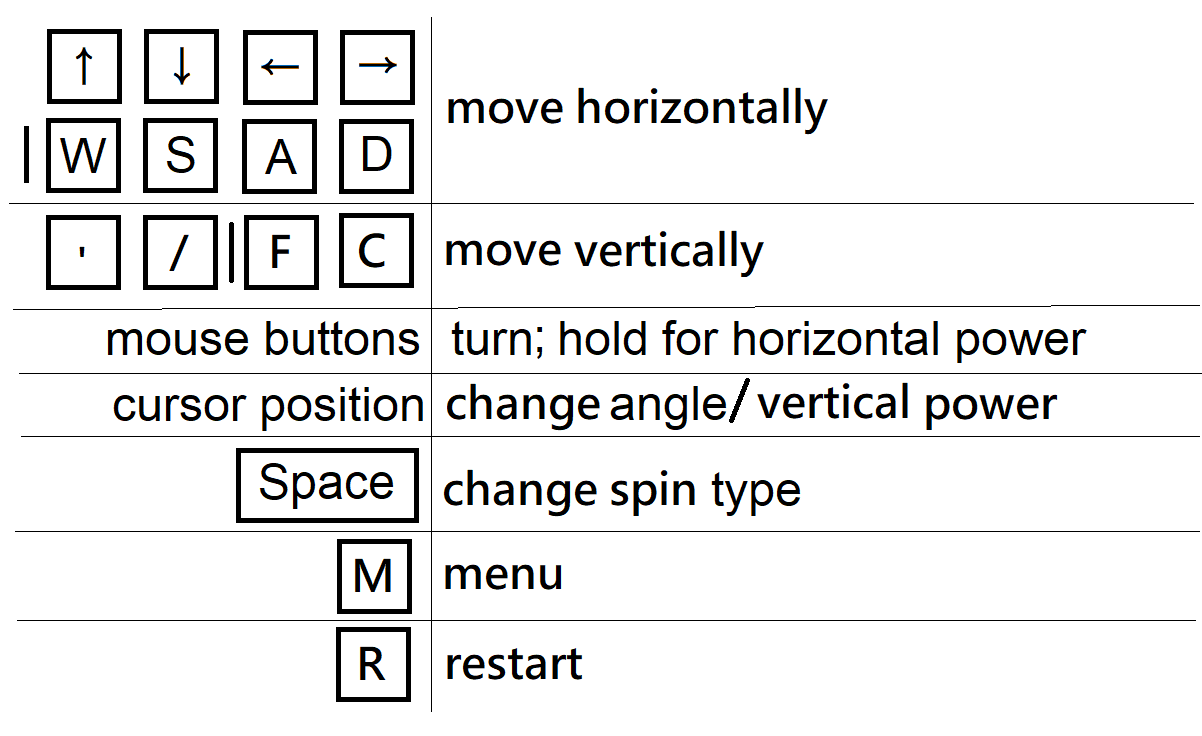 ↑ ↓ ← →
| W S A D move horizontally
' / | F C move vertically
mouse buttons turn; hold for horizontal power
cursor position change angle/vertical power
Space change spin type
M menu
R restart